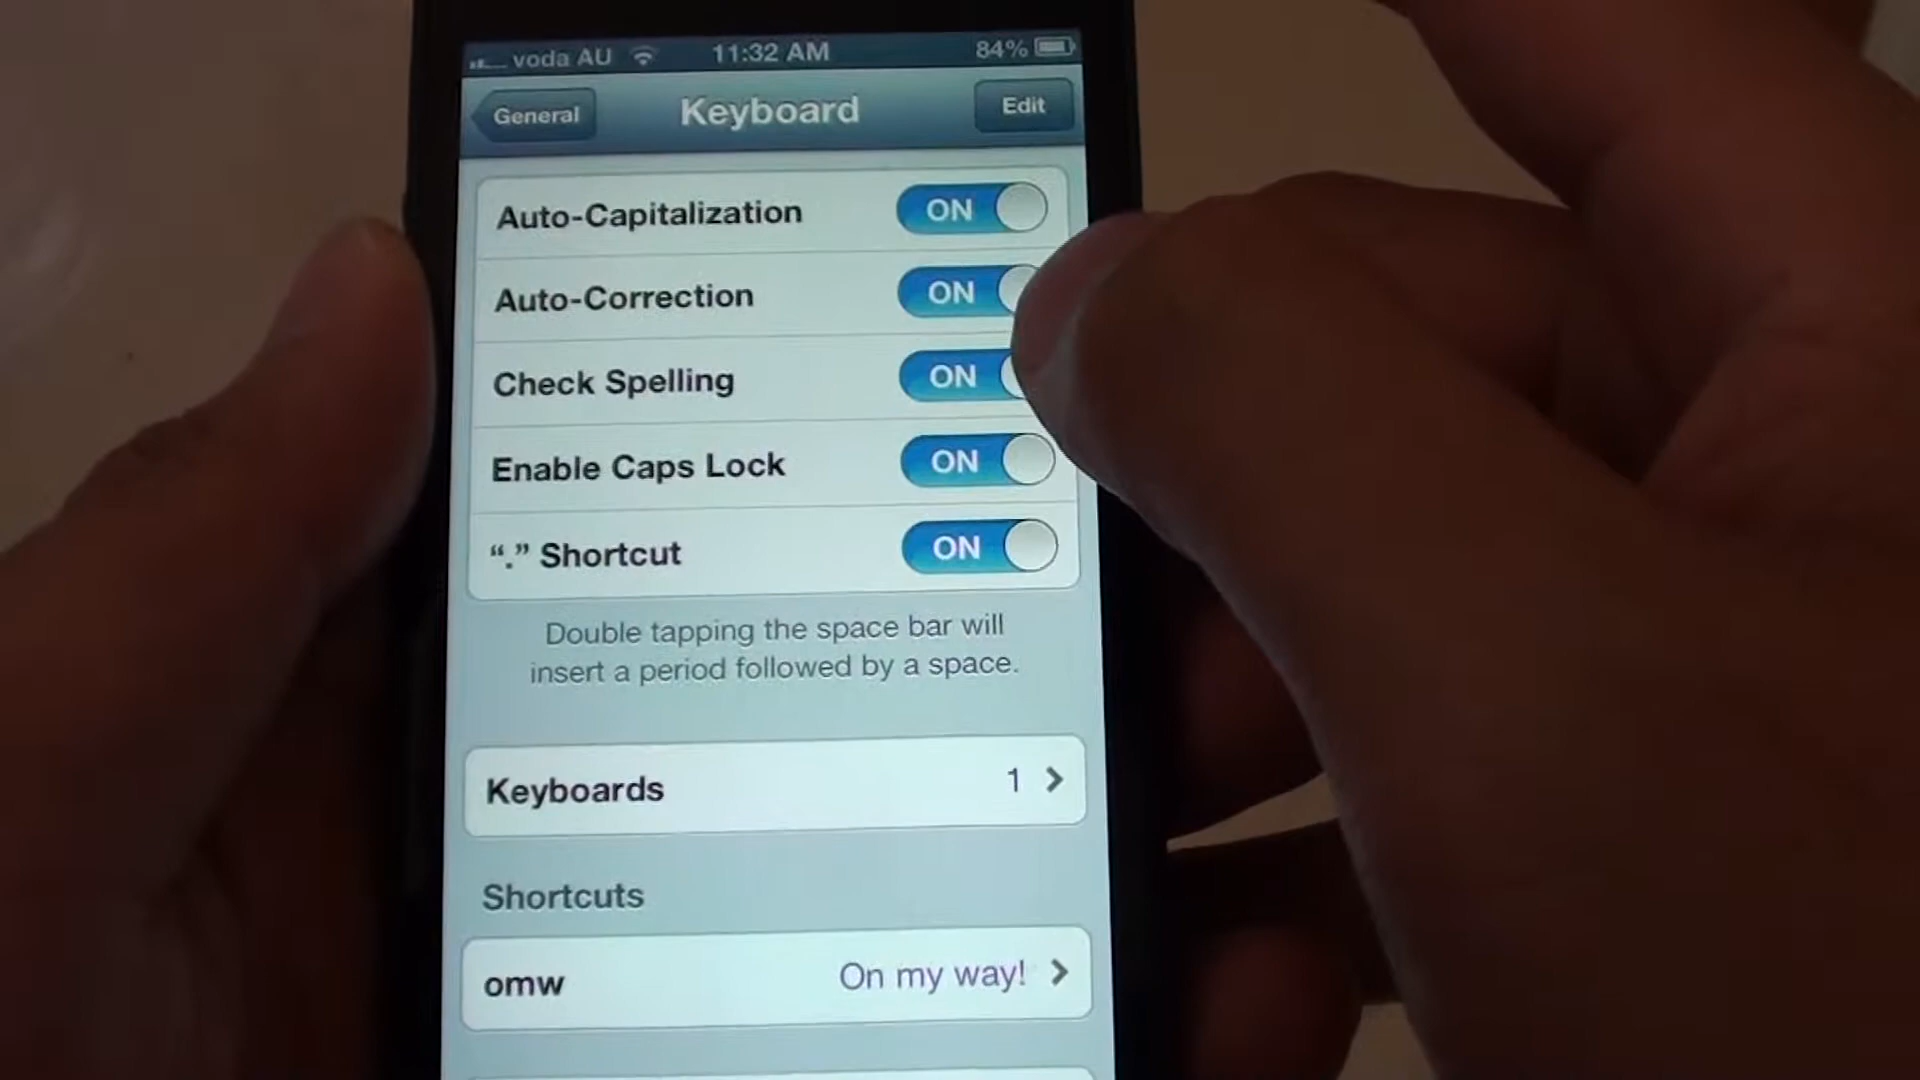 voda AU 11:32 AM 84%
General Keyboard Edit
Auto-Capitalization ON
Auto-Correction ON
Check Spelling ON
Enable Caps Lock ON
“.” Shortcut ON
Double tapping the space bar will
insert a period followed by a space.
Keyboards 1
Shortcuts
omw On my way!